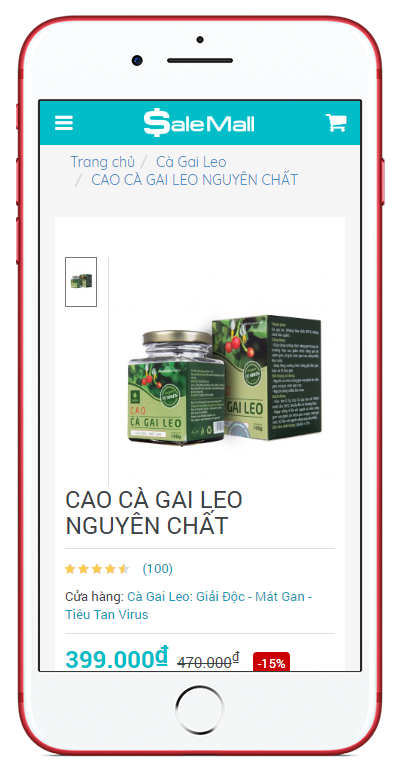 $aleMall
Trang chủ / Cà Gai Leo
/ CAO CÀ GAI LEO NGUYÊN CHẤT
CAO
CÀ GAI LEO
GAI LEO
CAO CÀ GAI LEO
NGUYÊN CHẤT
(100)
Cửa hàng: Cà Gai Leo: Giải Độc - Mát Gan -
Tiêu Tan Virus
399.000₫ 470.000₫ -15%